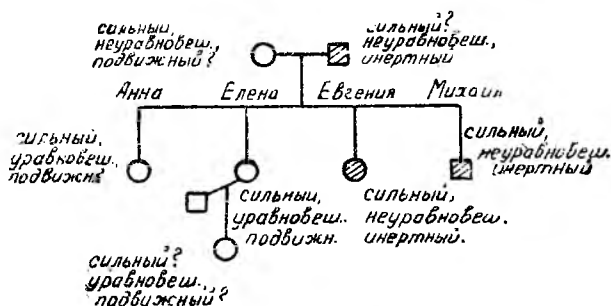 сильный,
неуравновеш.,
подвижный?
сильный?
неуравновеш.,
инертный
Анна
Елена
Евгения
Михаил
сильный,
уравновеш.,
подвижн?
сильный,
уравновеш..
подвижн.
сильный,
неуравновеш.
инертный.
сильный,
неуравновеш.
инертный
сильный?
уравновеш.,
подвижный?